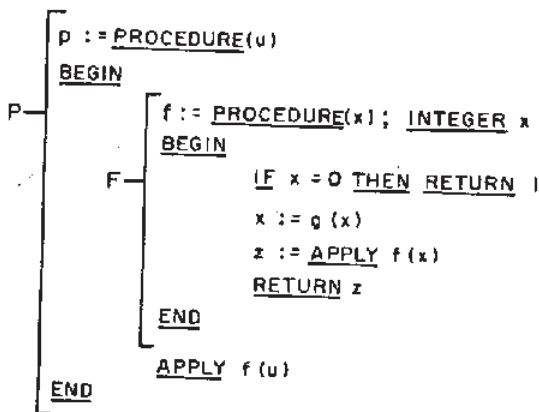 p := PROCEDURE(u)
BEGIN
P
f := PROCEDURE(x); INTEGER x
BEGIN
F
IF x = 0 THEN RETURN 1
x := g(x)
z := APPLY f(x)
RETURN z
END
APPLY f(u)
END